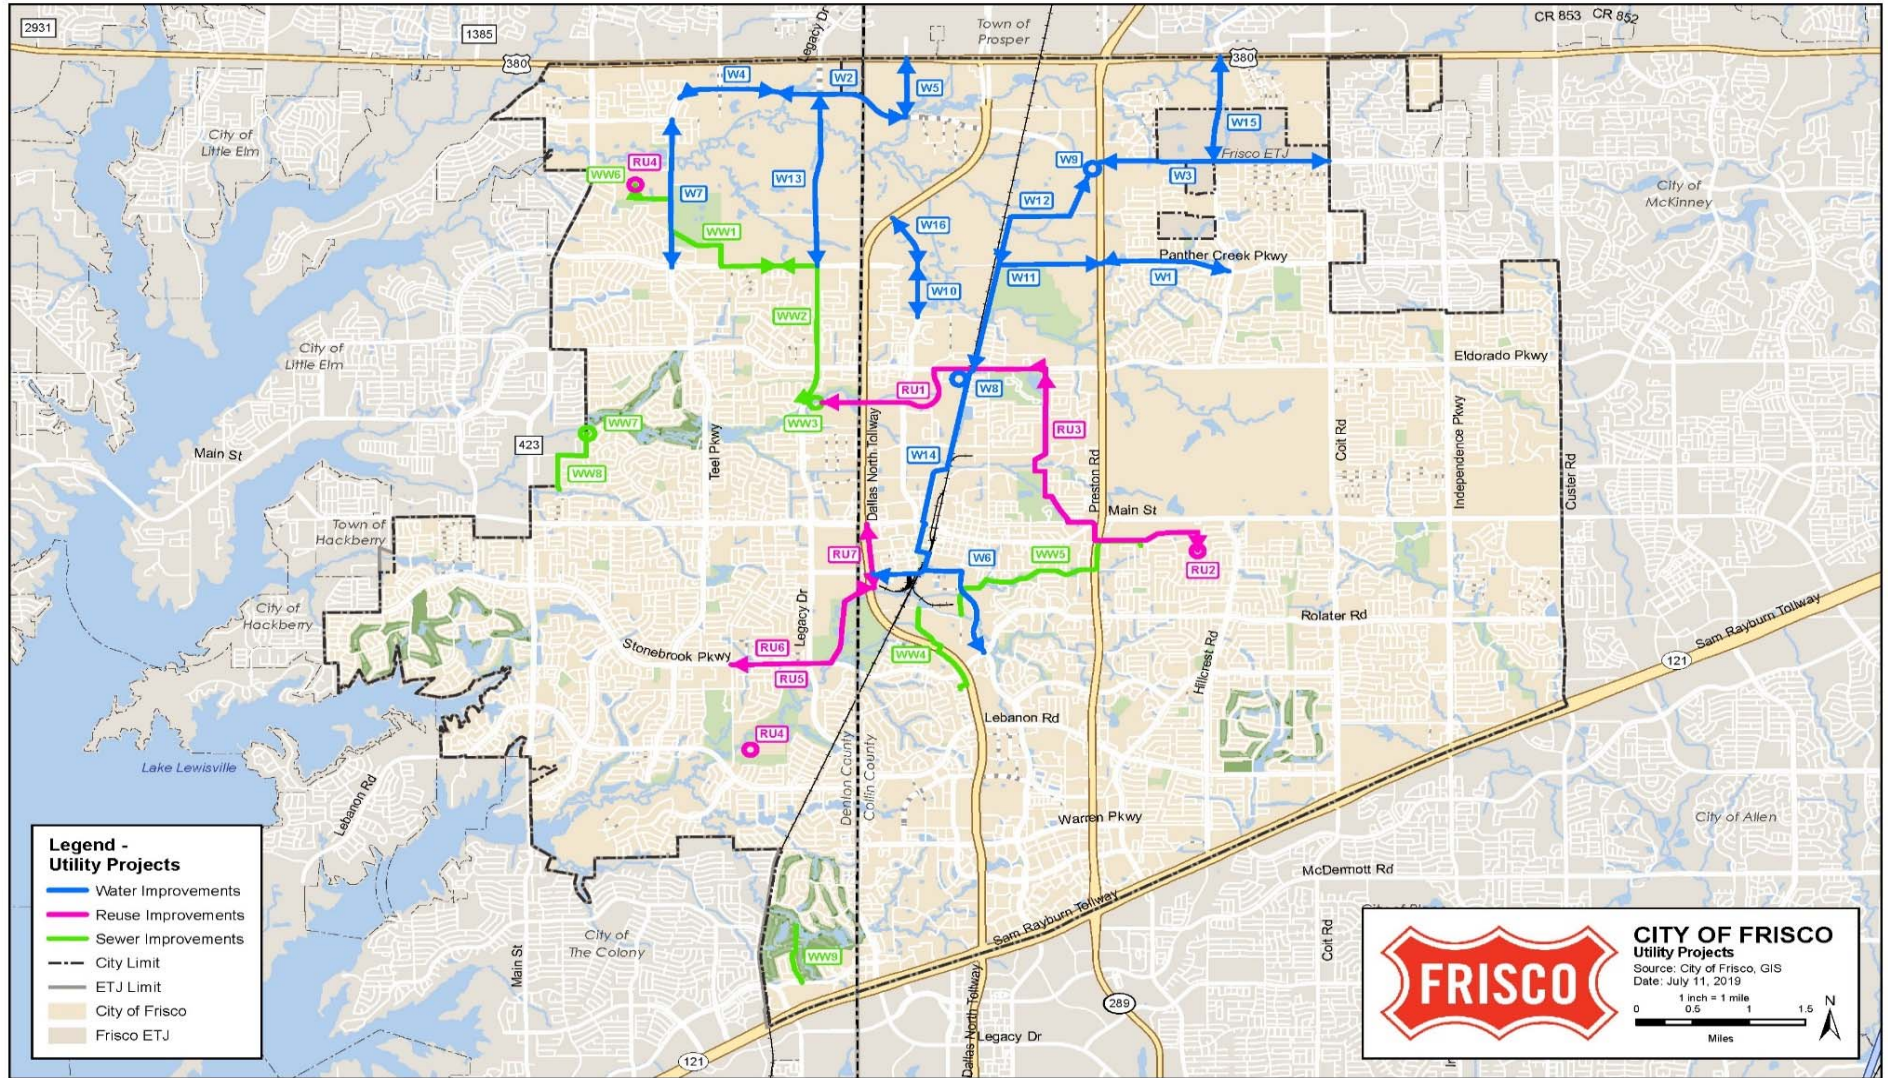 2931
1385
Legacy Dr
Town of
Prosper
CR 853
CR 852
380
380
W4
W2
W5
W15
City of
Little Elm
RU4
WW6
W7
W13
W9
Frisco ETJ
W3
City of
McKinney
W12
W16
WW1
Panther Creek Pkwy
W11
W1
W10
WW2
City of
Little Elm
Eldorado Pkwy
RU1
W8
WW7
WW3
RU3
423
Main St
WW8
Teel Pkwy
Dallas North Tollway
W14
Preston Rd
Coit Rd
Independence Pkwy
Custer Rd
Main St
Town of
Hackberry
RU7
W6
WW5
RU2
City of
Hackberry
Legacy Dr
Rolater Rd
Sam Rayburn Tollway
121
Stonebrook Pkwy
RU6
RU5
WW4
Hillcrest Rd
Lebanon Rd
RU4
Lake Lewisville
Lebanon Rd
Denton County
Collin County
Warren Pkwy
City of Allen
McDermott Rd
Sam Rayburn Tollway
City of
The Colony
Main St
WW9
Coit Rd
289
Dallas North Tollway
Legacy Dr
121
Legend -
Utility Projects
Water Improvements
Reuse Improvements
Sewer Improvements
City Limit
ETJ Limit
City of Frisco
Frisco ETJ
FRISCO
CITY OF FRISCO
Utility Projects
Source: City of Frisco, GIS
Date: July 11, 2019
1 inch = 1 mile
0 0.5 1 1.5
Miles
N